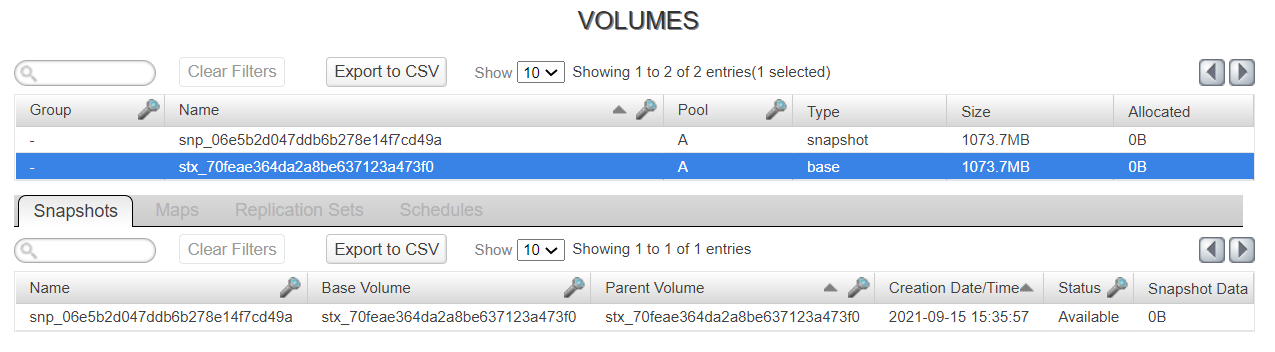 VOLUMES
Clear Filters Export to CSV Show 10 Showing 1 to 2 of 2 entries(1 selected)
Group Name Pool Type Size Allocated
- snp_06e5b2d047ddb6b278e14f7cd49a A snapshot 1073.7MB 0B
- stx_70feae364da2a8be637123a473f0 A base 1073.7MB 0B
Snapshots Maps Replication Sets Schedules
Clear Filters Export to CSV Show 10 Showing 1 to 1 of 1 entries
Name Base Volume Parent Volume Creation Date/Time Status Snapshot Data
snp_06e5b2d047ddb6b278e14f7cd49a stx_70feae364da2a8be637123a473f0 stx_70feae364da2a8be637123a473f0 2021-09-15 15:35:57 Available 0B